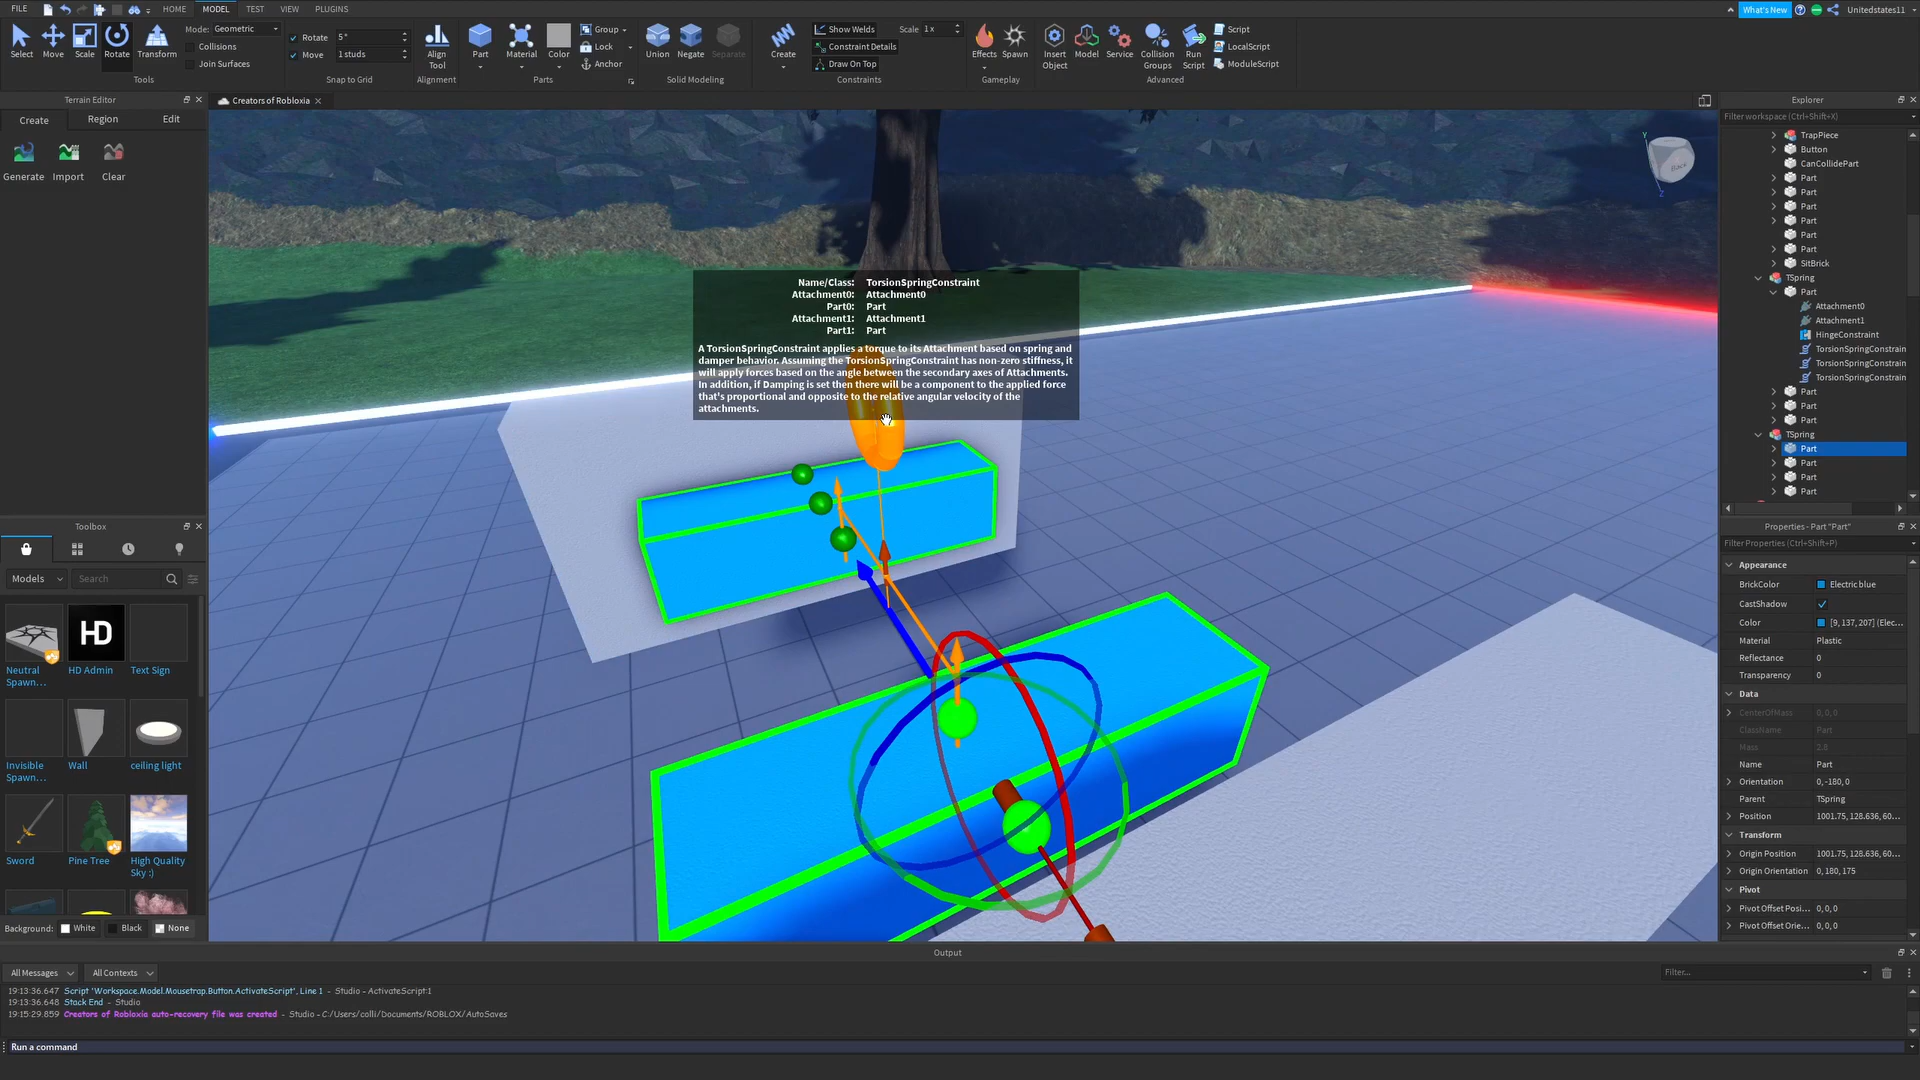 FILE
HOME
MODEL
TEST
VIEW
PLUGINS
What's New
Unitedstates11
Select
Move
Scale
Rotate
Transform
Mode: Geometric
Collisions
Join Surfaces
Tools
Rotate 5°
Move 1 studs
Snap to Grid
Align Tool
Alignment
Part
Material
Color
Group
Lock
Anchor
Parts
Union
Negate
Separate
Solid Modeling
Create
Show Welds
Constraint Details
Draw On Top
Scale 1x
Constraints
Effects
Spawn
Gameplay
Insert Object
Model
Service
Collision Groups
Run Script
Script
LocalScript
ModuleScript
Advanced
Terrain Editor
Create
Region
Edit
Generate
Import
Clear
Toolbox
Models
Search
HD
Neutral Spawn...
HD Admin
Text Sign
Invisible Spawn...
Wall
ceiling light
Sword
Pine Tree
High Quality Sky :)
Background: White Black None
Creators of Robloxia
Name/Class: TorsionSpringConstraint
Attachment0: Attachment0
Part0: Part
Attachment1: Attachment1
Part1: Part
A TorsionSpringConstraint applies a torque to its Attachment based on spring and
damper behavior. Assuming the TorsionSpringConstraint has non-zero stiffness, it
will apply forces based on the angle between the secondary axes of Attachments.
In addition, if Damping is set then there will be a component to the applied force
that's proportional and opposite to the relative angular velocity of the
attachments.
Y
Back
Z
Explorer
Filter workspace (Ctrl+Shift+X)
TrapPiece
Button
CanCollidePart
Part
Part
Part
Part
Part
Part
SitBrick
TSpring
Part
Attachment0
Attachment1
HingeConstraint
TorsionSpringConstrain
TorsionSpringConstrain
TorsionSpringConstrain
Part
Part
Part
TSpring
Part
Part
Part
Part
Properties - Part "Part"
Filter Properties (Ctrl+Shift+P)
Appearance
BrickColor Electric blue
CastShadow
Color [9, 137, 207] (Elec...
Material Plastic
Reflectance 0
Transparency 0
Data
CenterOfMass 0, 0, 0
ClassName Part
Mass 2.8
Name Part
Orientation 0, -180, 0
Parent TSpring
Position 1001.75, 128.636, 60...
Transform
Origin Position 1001.75, 128.636, 60...
Origin Orientation 0, 180, 175
Pivot
Pivot Offset Posi... 0, 0, 0
Pivot Offset Orie... 0, 0, 0
Output
All Messages
All Contexts
Filter...
19:13:36.647 Script 'Workspace.Model.Mousetrap.Button.ActivateScript', Line 1 - Studio - ActivateScript:1
19:13:36.648 Stack End - Studio
19:15:29.859 Creators of Robloxia auto-recovery file was created - Studio - C:/Users/colli/Documents/ROBLOX/AutoSaves
Run a command